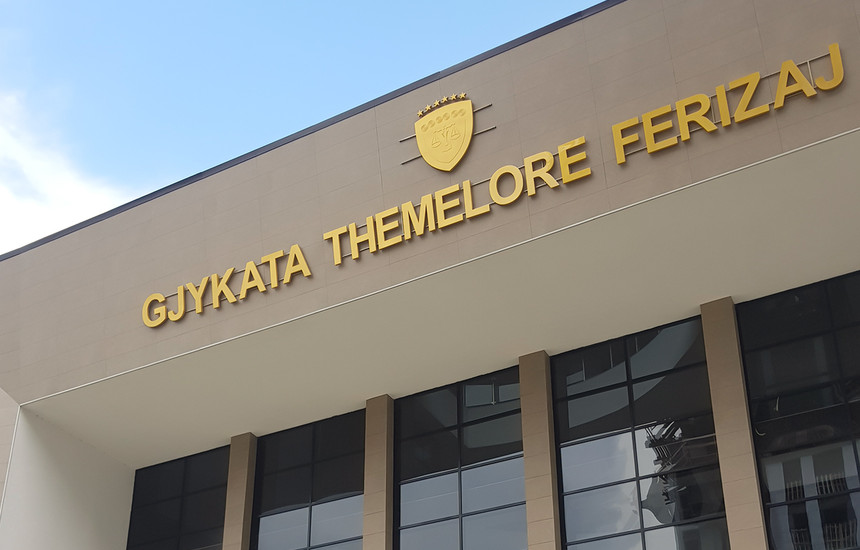 GJYKATA THEMELORE FERIZAJ